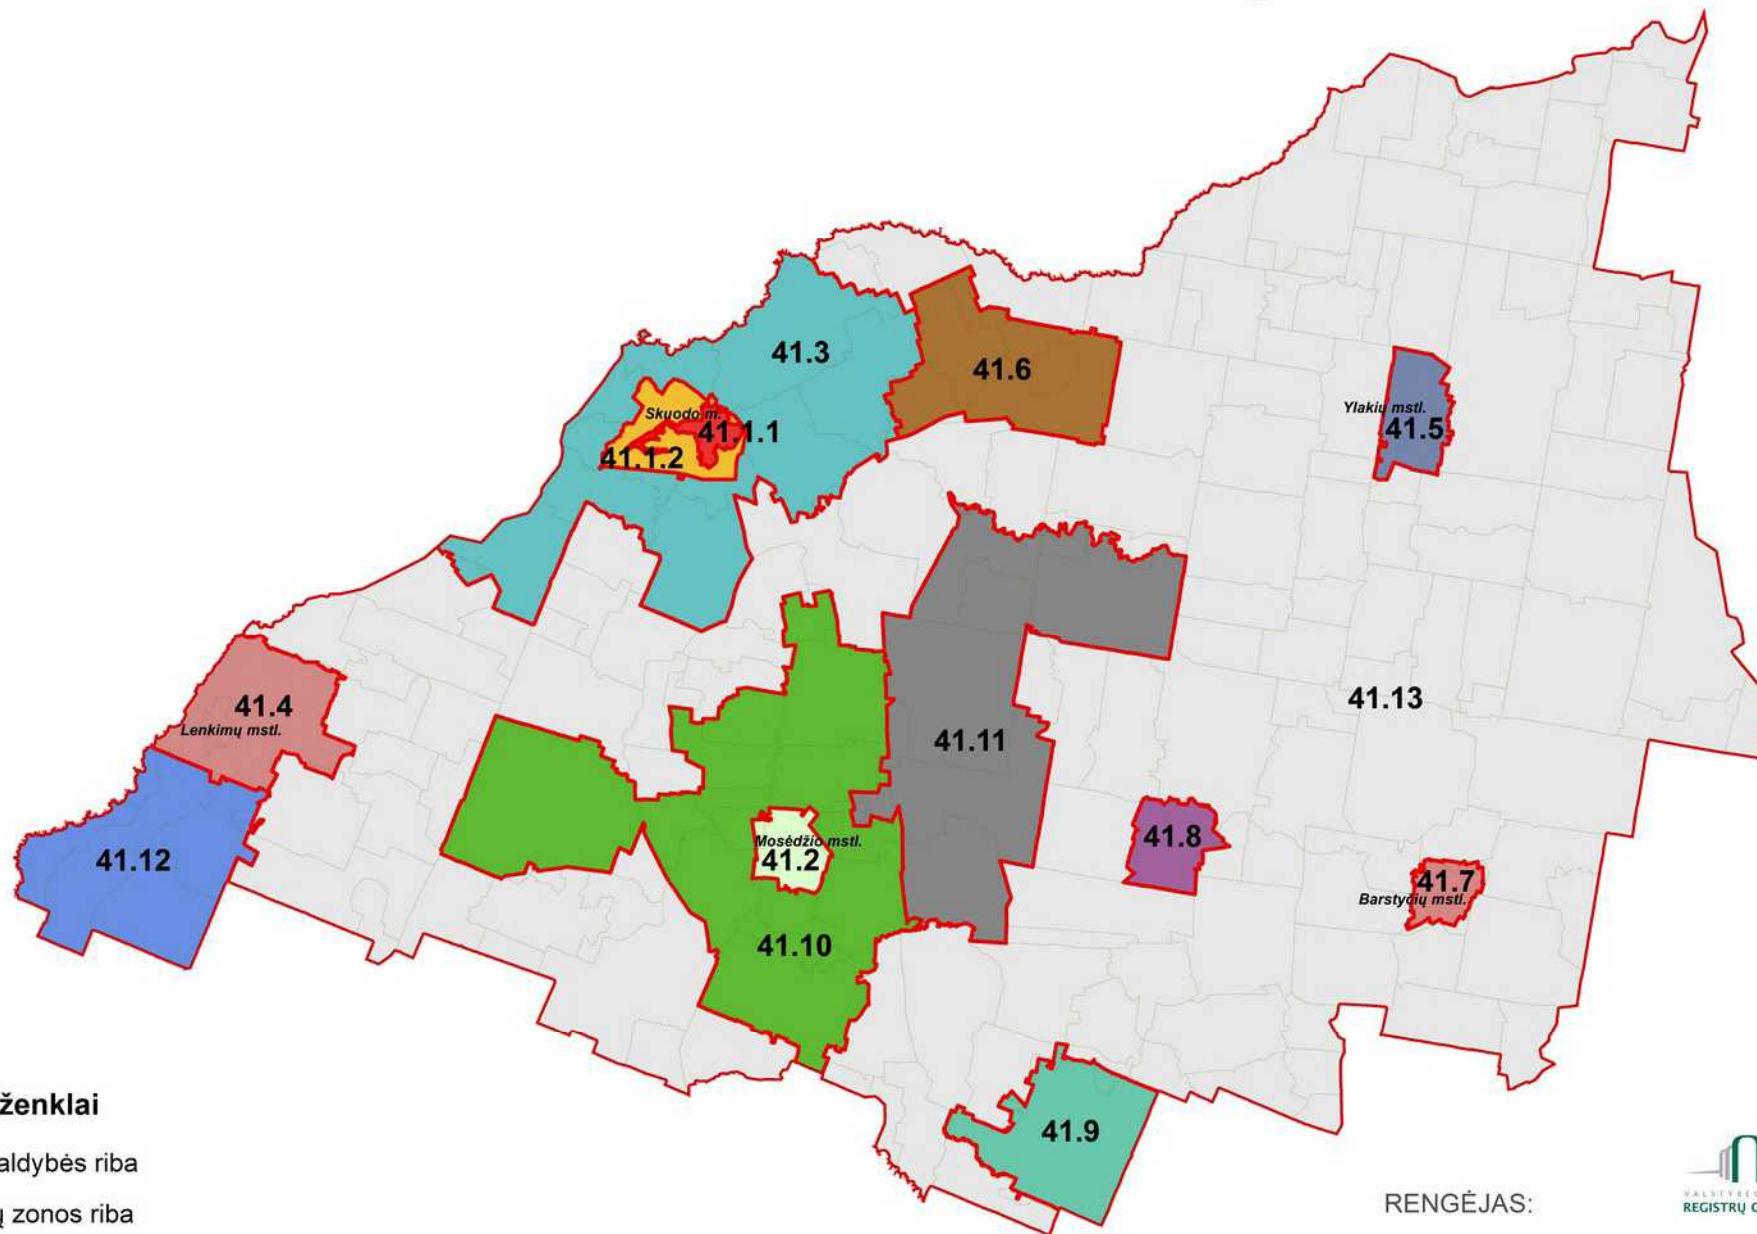 41.3
41.6
Skuodo m.
41.1.1
41.1.2
Ylakių mstl.
41.5
41.4
Lenkimų mstl.
41.13
41.11
41.12
Mosėdžio mstl.
41.2
41.8
41.7
Barstyčių mstl.
41.10
41.9
ženklai
aldybės riba
ų zonos riba
RENGĖJAS:
REGISTRŲ